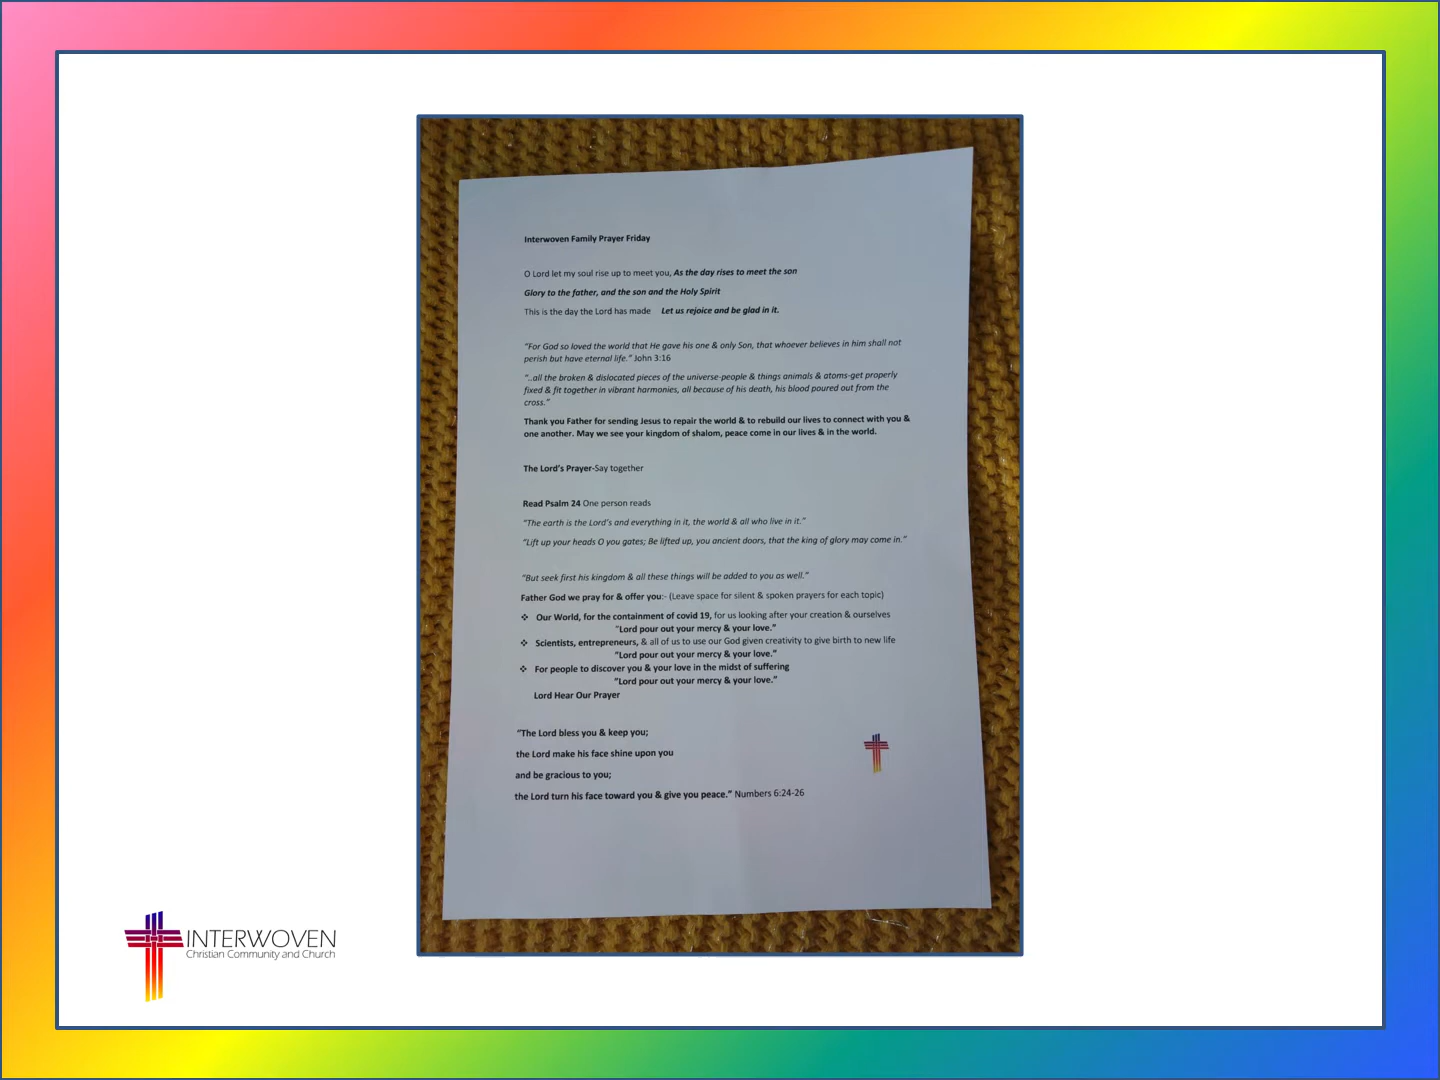 Interwoven Family Prayer Friday
O Lord let my soul rise up to meet you, As the day rises to meet the son
Glory to the father, and the son and the Holy Spirit
This is the day the Lord has made Let us rejoice and be glad in it.
"For God so loved the world that He gave his one & only Son, that whoever believes in him shall not
perish but have eternal life." John 3:16
"..all the broken & dislocated pieces of the universe-people & things animals & atoms-get properly
fixed & fit together in vibrant harmonies, all because of his death, his blood poured out from the
cross."
Thank you Father for sending Jesus to repair the world & to rebuild our lives to connect with you &
one another. May we see your kingdom of shalom, peace come in our lives & in the world.
The Lord's Prayer-Say together
Read Psalm 24 One person reads
"The earth is the Lord's and everything in it, the world & all who live in it."
"Lift up your heads O you gates; Be lifted up, you ancient doors, that the king of glory may come in."
"But seek first his kingdom & all these things will be added to you as well."
Father God we pray for & offer you:- (Leave space for silent & spoken prayers for each topic)
❖ Our World, for the containment of covid 19, for us looking after your creation & ourselves
"Lord pour out your mercy & your love."
❖ Scientists, entrepreneurs, & all of us to use our God given creativity to give birth to new life
"Lord pour out your mercy & your love."
❖ For people to discover you & your love in the midst of suffering
"Lord pour out your mercy & your love."
Lord Hear Our Prayer
"The Lord bless you & keep you;
the Lord make his face shine upon you
and be gracious to you;
the Lord turn his face toward you & give you peace." Numbers 6:24-26
INTERWOVEN
Christian Community and Church